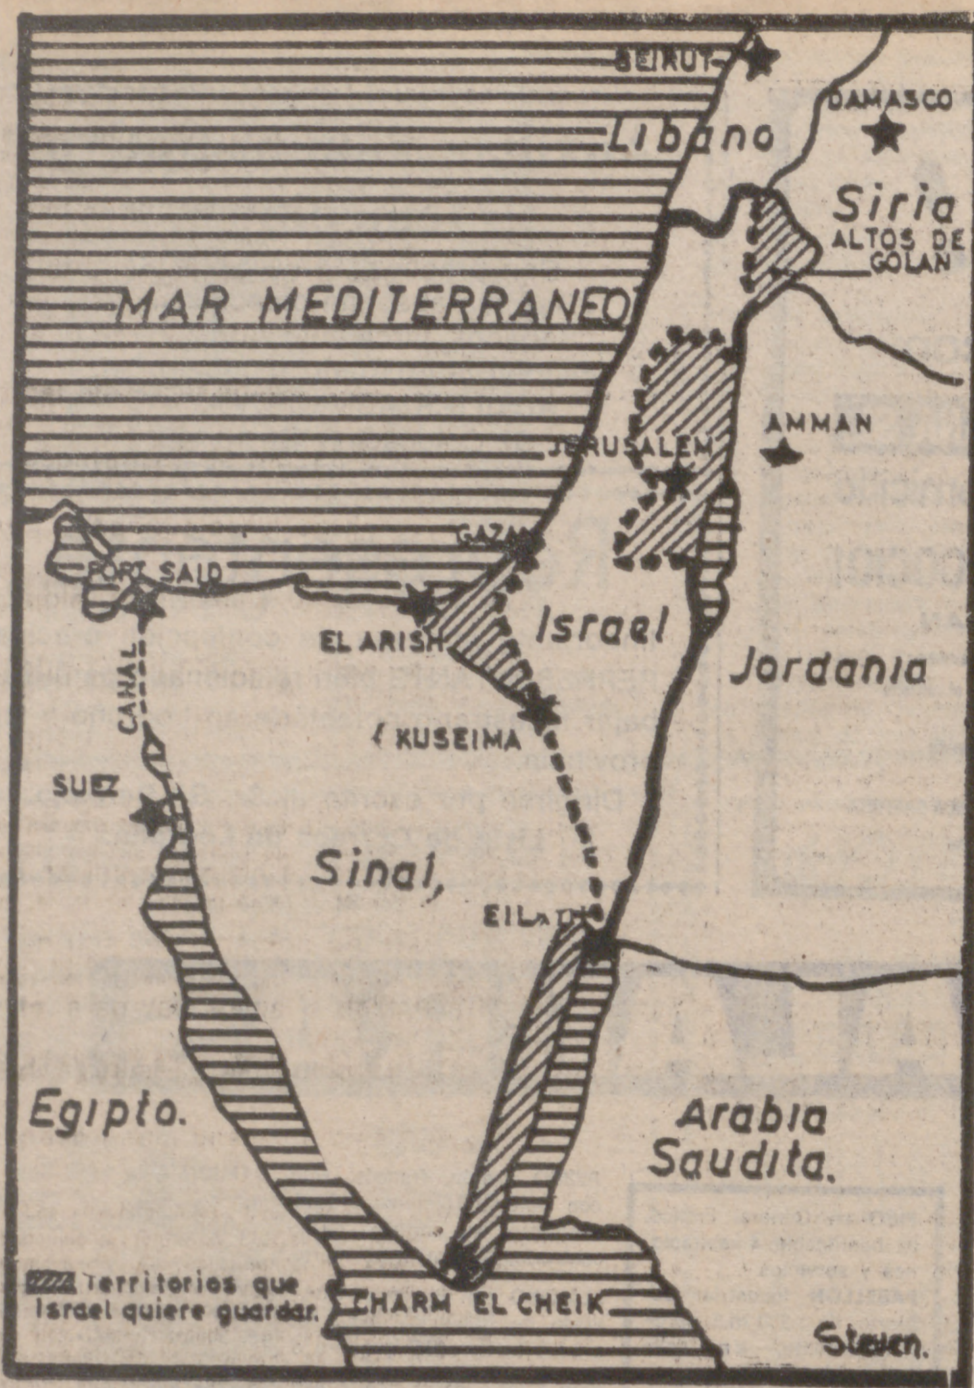 BEIRUT
DAMASCO
Libano
Siria
ALTOS DE
GOLAN
MAR MEDITERRANEO
AMMAN
JERUSALEM
GAZA
PORT SAID
EL ARISH
Israel
Jordania
CANAL
KUSEIMA
SUEZ
Sinaí,
EILATH
Egipto.
Arabia
Saudita.
Territorios que
Israel quiere guardar.
CHARM EL CHEIK
Steven.